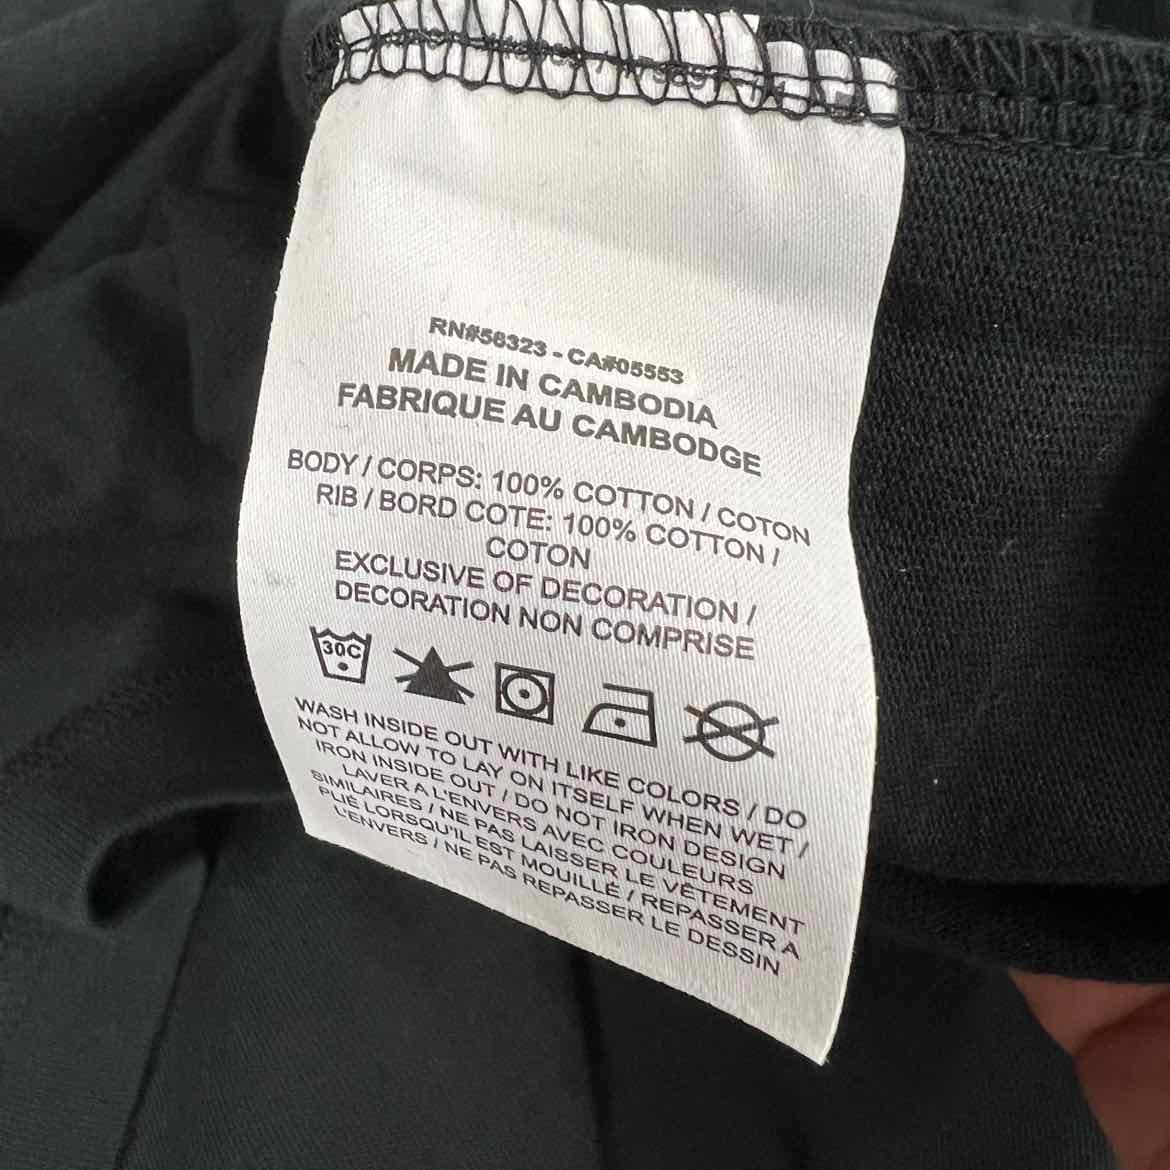 RN#56323 - CA#05553
MADE IN CAMBODIA
FABRIQUE AU CAMBODGE
BODY / CORPS: 100% COTTON / COTON
RIB / BORD COTE: 100% COTTON /
COTON
EXCLUSIVE OF DECORATION /
DECORATION NON COMPRISE
30C
WASH INSIDE OUT WITH LIKE COLORS / DO
NOT ALLOW TO LAY ON ITSELF WHEN WET /
IRON INSIDE OUT / DO NOT IRON DESIGN
LAVER A L'ENVERS AVEC COULEURS
SIMILAIRES / NE PAS LAISSER LE VÊTEMENT
PLIÉ LORSQU'IL EST MOUILLÉ / REPASSER A
L'ENVERS / NE PAS REPASSER LE DESSIN